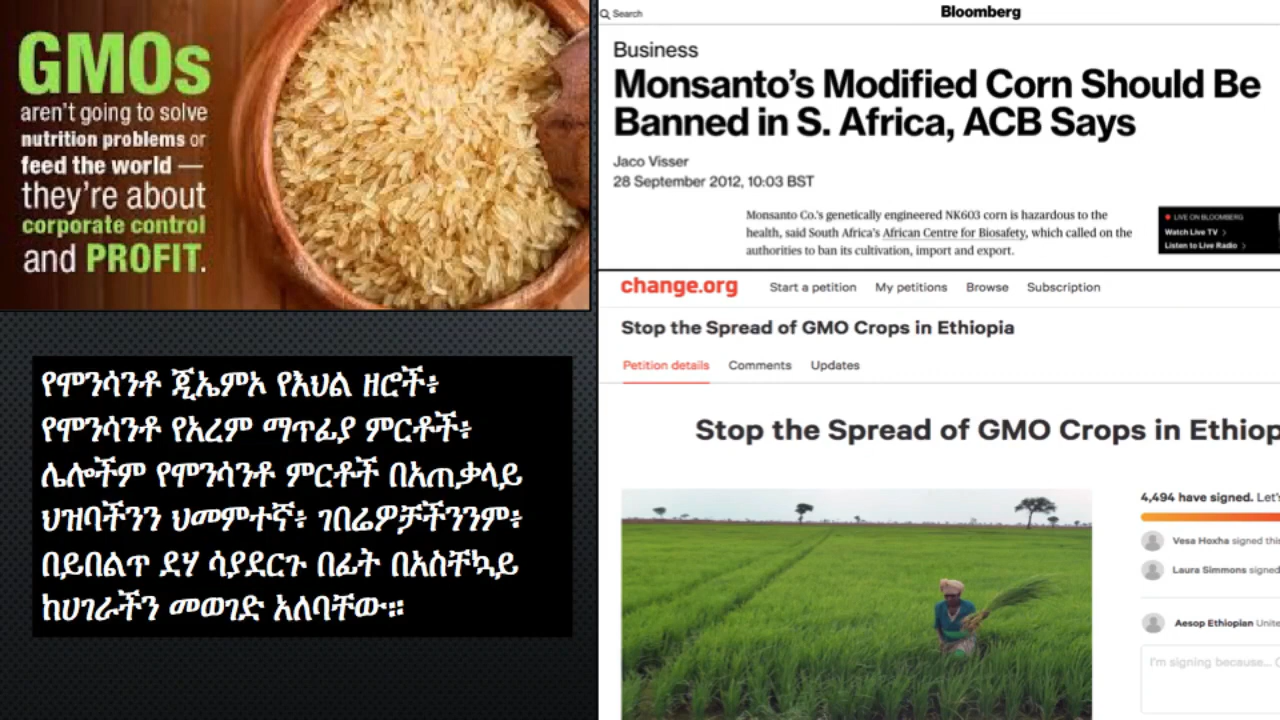 GMOs
aren't going to solve
nutrition problems or
feed the world —
they're about
corporate control
and PROFIT.
የሞንሳንቶ ጂኤምኦ የእህል ዘሮች፥
የሞንሳንቶ የአረም ማጥፊያ ምርቶች፥
ሌሎችም የሞንሳንቶ ምርቶች በአጠቃላይ
ህዝባችንን ህመምተኛ፥ ገበሬዎቻችንንም፥
በይበልጥ ደሃ ሳያደርጉ በፊት በአስቸኳይ
ከሀገራችን መወገድ አለባቸው።
Search
Bloomberg
Business
Monsanto's Modified Corn Should Be
Banned in S. Africa, ACB Says
Jaco Visser
28 September 2012, 10:03 BST
Monsanto Co.'s genetically engineered NK603 corn is hazardous to the
health, said South Africa's African Centre for Biosafety, which called on the
authorities to ban its cultivation, import and export.
LIVE ON BLOOMBERG
Watch Live TV
Listen to Live Radio
change.org Start a petition My petitions Browse Subscription
Stop the Spread of GMO Crops in Ethiopia
Petition details Comments Updates
Stop the Spread of GMO Crops in Ethiop
4,494 have signed. Let's
Vesa Hoxha signed this
Laura Simmons signed
Aesop Ethiopian Unite
I'm signing because...